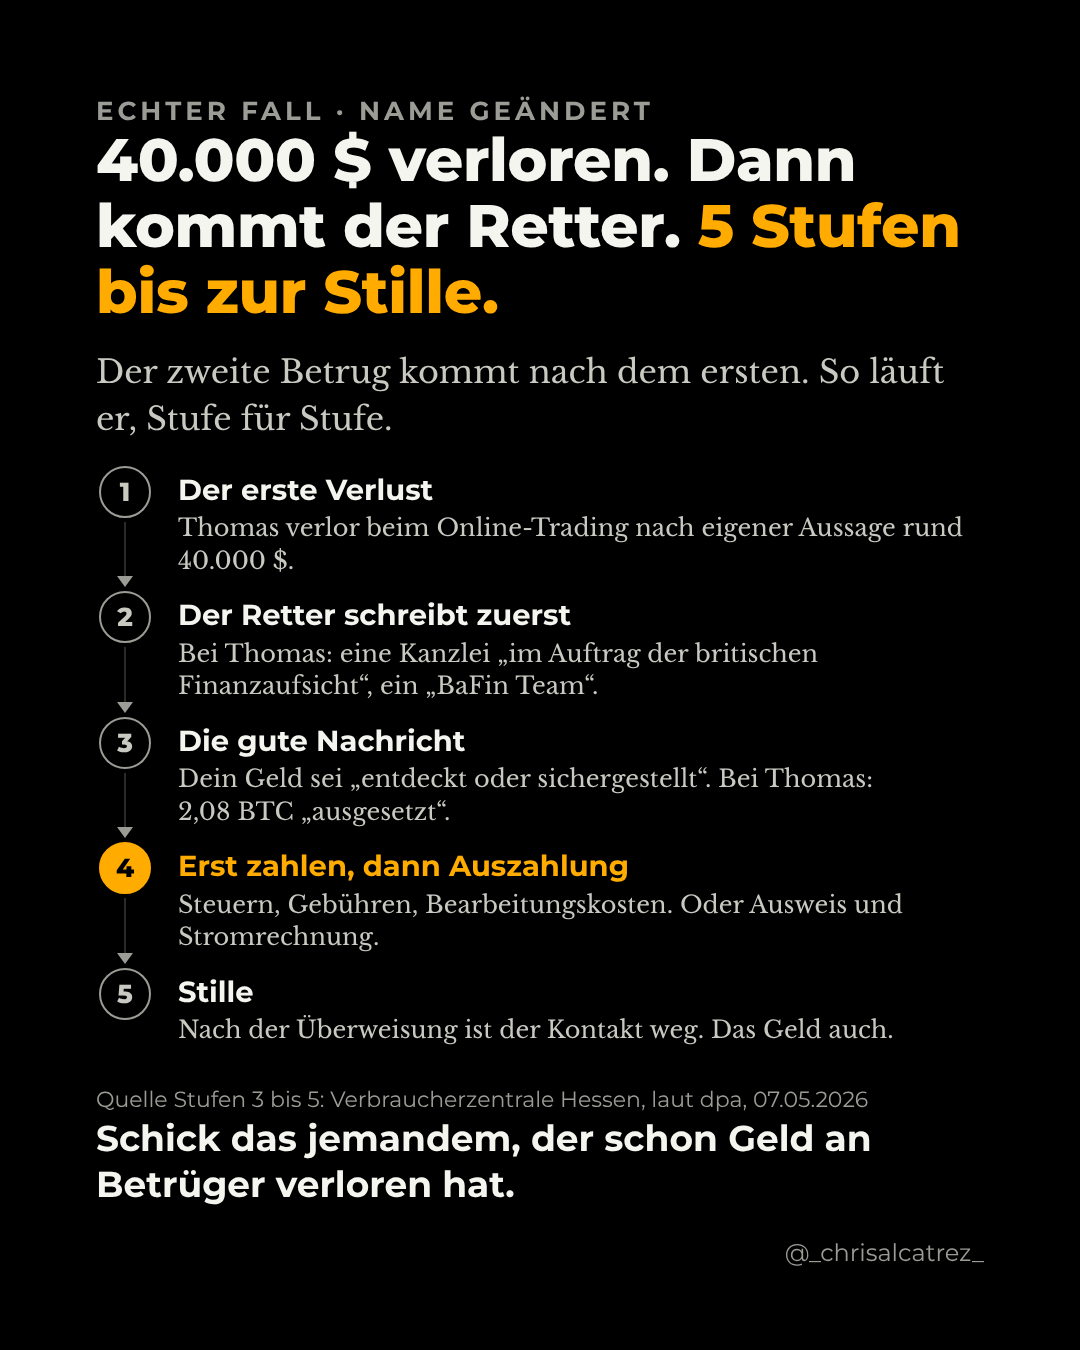 ECHTER FALL · NAME GEÄNDERT
40.000 $ verloren. Dann
kommt der Retter. 5 Stufen
bis zur Stille.
Der zweite Betrug kommt nach dem ersten. So läuft
er, Stufe für Stufe.
1 Der erste Verlust
Thomas verlor beim Online-Trading nach eigener Aussage rund
40.000 $.
2 Der Retter schreibt zuerst
Bei Thomas: eine Kanzlei „im Auftrag der britischen
Finanzaufsicht“, ein „BaFin Team“.
3 Die gute Nachricht
Dein Geld sei „entdeckt oder sichergestellt“. Bei Thomas:
2,08 BTC „ausgesetzt“.
4 Erst zahlen, dann Auszahlung
Steuern, Gebühren, Bearbeitungskosten. Oder Ausweis und
Stromrechnung.
5 Stille
Nach der Überweisung ist der Kontakt weg. Das Geld auch.
Quelle Stufen 3 bis 5: Verbraucherzentrale Hessen, laut dpa, 07.05.2026
Schick das jemandem, der schon Geld an
Betrüger verloren hat.
@_chrisalcatrez_